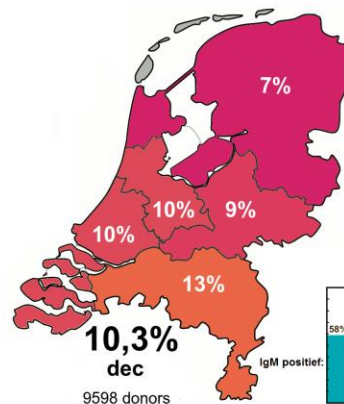 7%
10%
10%
9%
13%
10,3%
dec
9598 donors
58%
IgM positief: